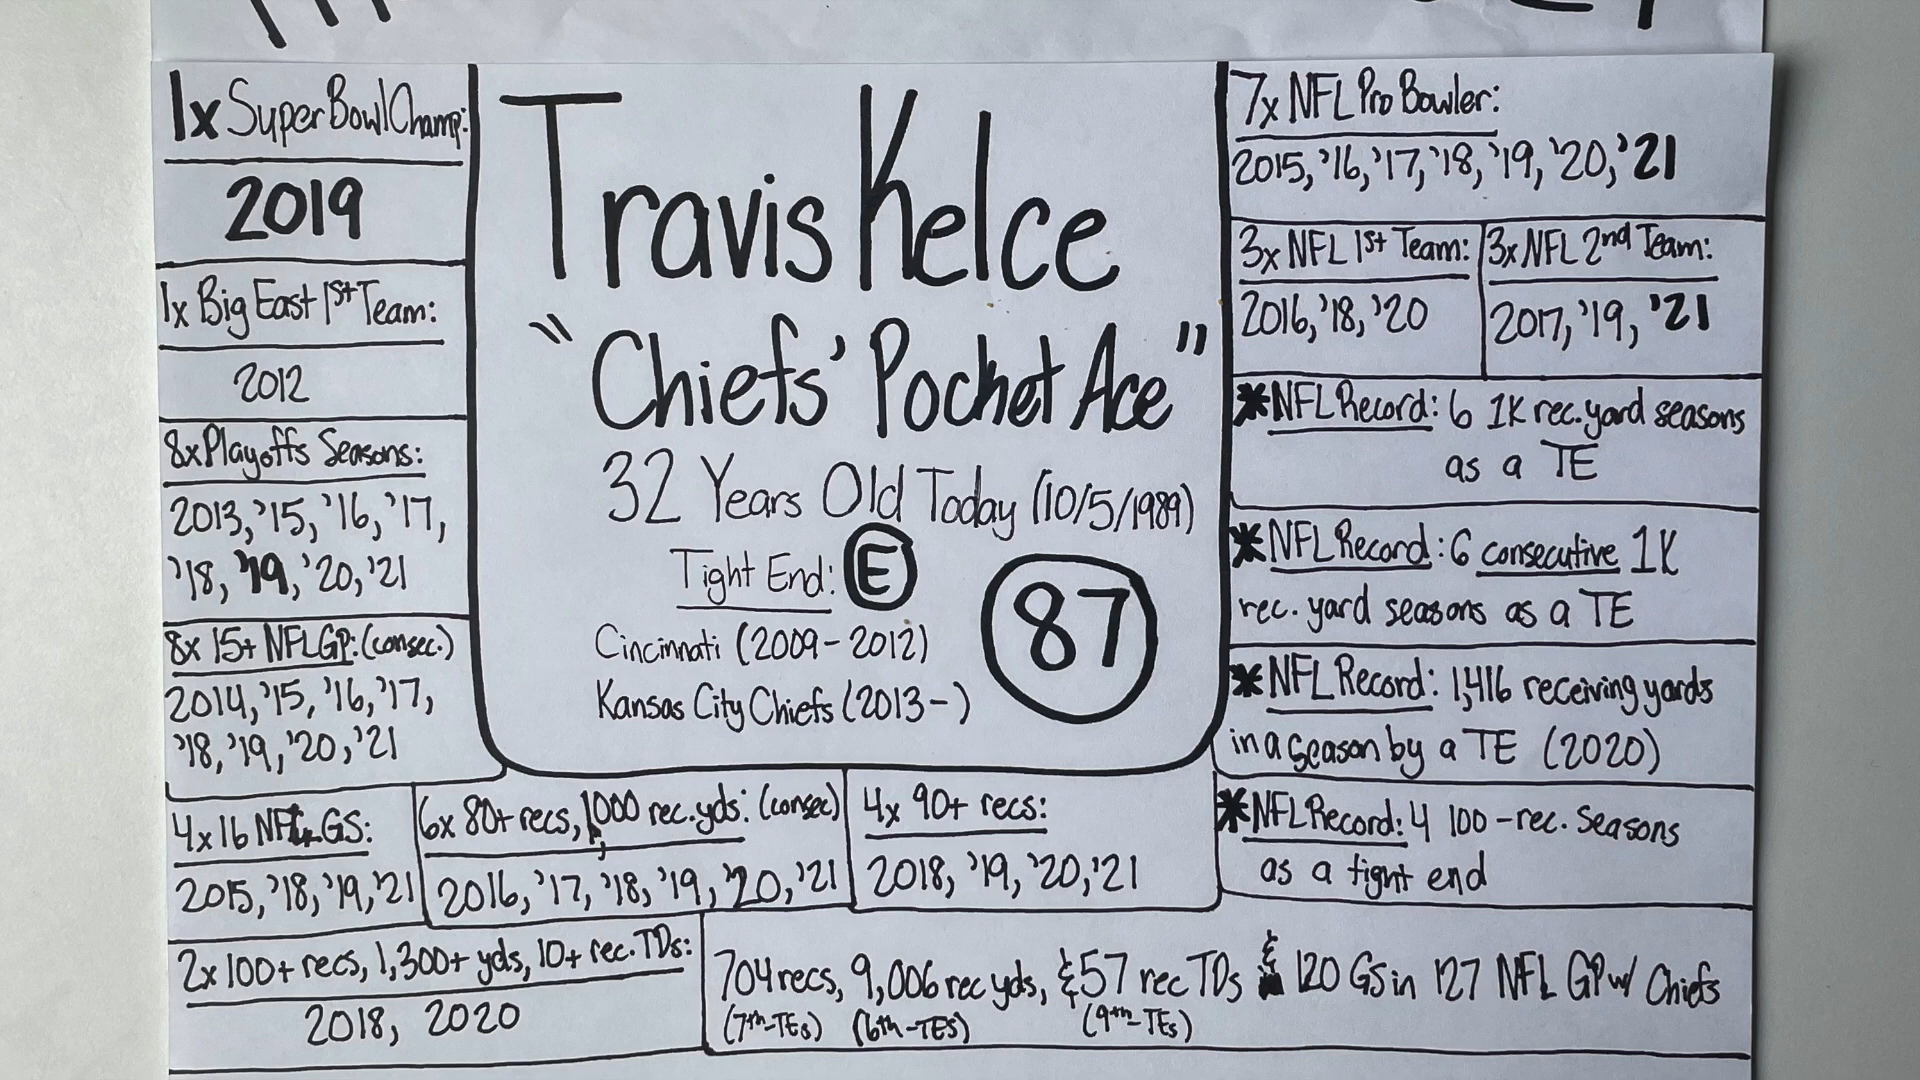 1x Super Bowl Champ:
2019
1x Big East 1st Team:
2012
8x Playoffs Seasons:
2013, '15, '16, '17,
'18, '19, '20, '21
8x 15+ NFL GP: (consec.)
2014, '15, '16, '17,
'18, '19, '20, '21
4x 16 NFL GS:
2015, '18, '19, '21
6x 80+ recs, 1,000 rec. yds: (consec)
2016, '17, '18, '19, '20, '21
4x 90+ recs:
2018, '19, '20, '21
2x 100+ recs, 1,300+ yds, 10+ rec. TDs:
2018, 2020
Travis Kelce
"Chiefs' Pocket Ace"
32 Years Old Today (10/5/1989)
Tight End: E
87
Cincinnati (2009-2012)
Kansas City Chiefs (2013- )
7x NFL Pro Bowler:
2015, '16, '17, '18, '19, '20, '21
3x NFL 1st Team:
2016, '18, '20
3x NFL 2nd Team:
2017, '19, '21
*NFL Record: 6 1K rec. yard seasons
as a TE
*NFL Record: 6 consecutive 1K
rec. yard seasons as a TE
*NFL Record: 1,416 receiving yards
in a season by a TE (2020)
*NFL Record: 4 100-rec. seasons
as a tight end
704 recs, 9,006 rec yds, & 57 rec TDs & 120 GS in 127 NFL GP w/ Chiefs
(7th-TEs) (6th-TES) (9th-TEs)